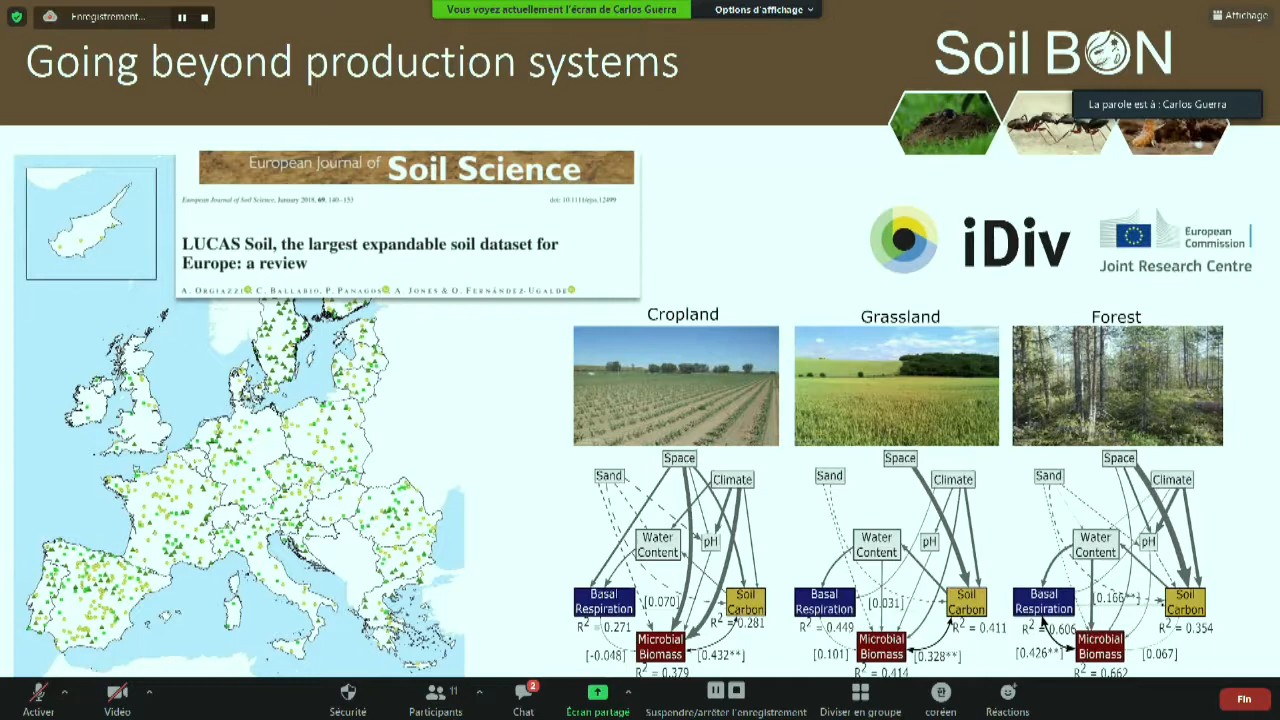 Enregistrement...
Vous voyez actuellement l'écran de Carlos Guerra
Options d'affichage
Affichage
Going beyond production systems
Soil BON
La parole est à : Carlos Guerra
European Journal of Soil Science
European Journal of Soil Science, January 2018, 69, 140–153
doi: 10.1111/ejss.12499
LUCAS Soil, the largest expandable soil dataset for
Europe: a review
A. ORGIAZZI, C. BALLABIO, P. PANAGOS, A. JONES & O. FERNÁNDEZ-UGALDE
iDiv
European
Commission
Joint Research Centre
Cropland
Grassland
Forest
Space
Sand
Climate
Water
Content
pH
Basal
Respiration
[0.070]
Soil
Carbon
R² = 0.271
R² = 0.281
Microbial
Biomass
[-0.048]
[0.432**]
R² = 0.379
Space
Sand
Climate
Water
Content
pH
Basal
Respiration
[0.031]
Soil
Carbon
R² = 0.449
R² = 0.411
Microbial
Biomass
[0.101]
[0.328**]
R² = 0.414
Space
Sand
Climate
Water
Content
pH
Basal
Respiration
[0.166**]
Soil
Carbon
R² = 0.606
R² = 0.354
Microbial
Biomass
[0.426**]
[0.067]
R² = 0.662
Activer
Vidéo
Sécurité
Participants
11
Chat
2
Écran partagé
Suspendre/arrêter l'enregistrement
Diviser en groupe
coréen
Réactions
Fin